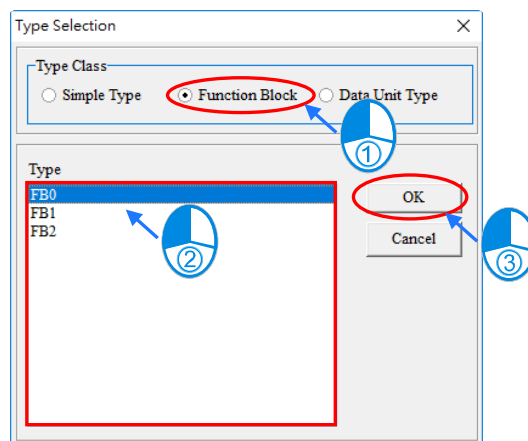 Type Selection
Type Class
Simple Type Function Block Data Unit Type
①
Type
FB0
FB1
FB2
OK
Cancel
②
③